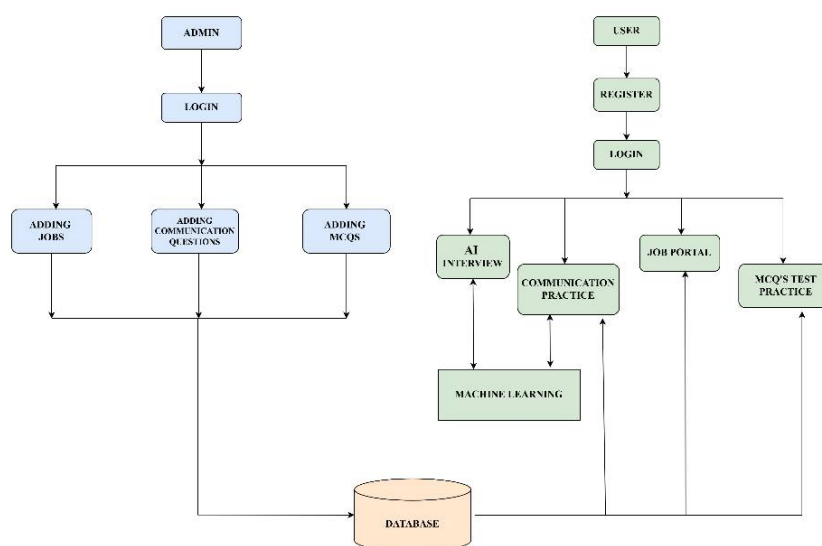 ADMIN
LOGIN
ADDING
JOBS
ADDING
COMMUNICATION
QUESTIONS
ADDING
MCQS
USER
REGISTER
LOGIN
AI
INTERVIEW
COMMUNICATION
PRACTICE
JOB PORTAL
MCQ'S TEST
PRACTICE
MACHINE LEARNING
DATABASE